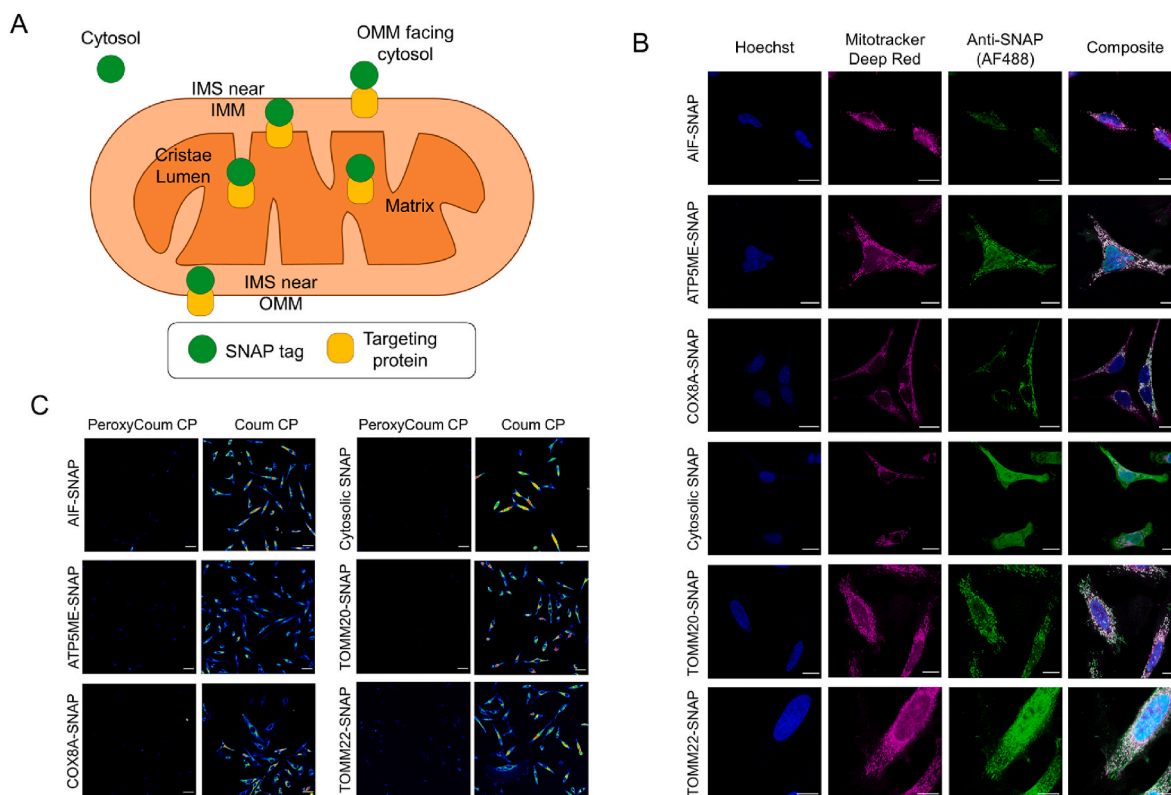 A
Cytosol
OMM facing
cytosol
IMS near
IMM
Cristae
Lumen
Matrix
IMS near
OMM
SNAP tag
Targeting
protein
B
Hoechst
Mitotracker
Deep Red
Anti-SNAP
(AF488)
Composite
AIF-SNAP
ATP5ME-SNAP
COX8A-SNAP
Cytosolic SNAP
TOMM20-SNAP
TOMM22-SNAP
C
PeroxyCoum CP
Coum CP
PeroxyCoum CP
Coum CP
AIF-SNAP
Cytosolic SNAP
ATP5ME-SNAP
TOMM20-SNAP
COX8A-SNAP
TOMM22-SNAP